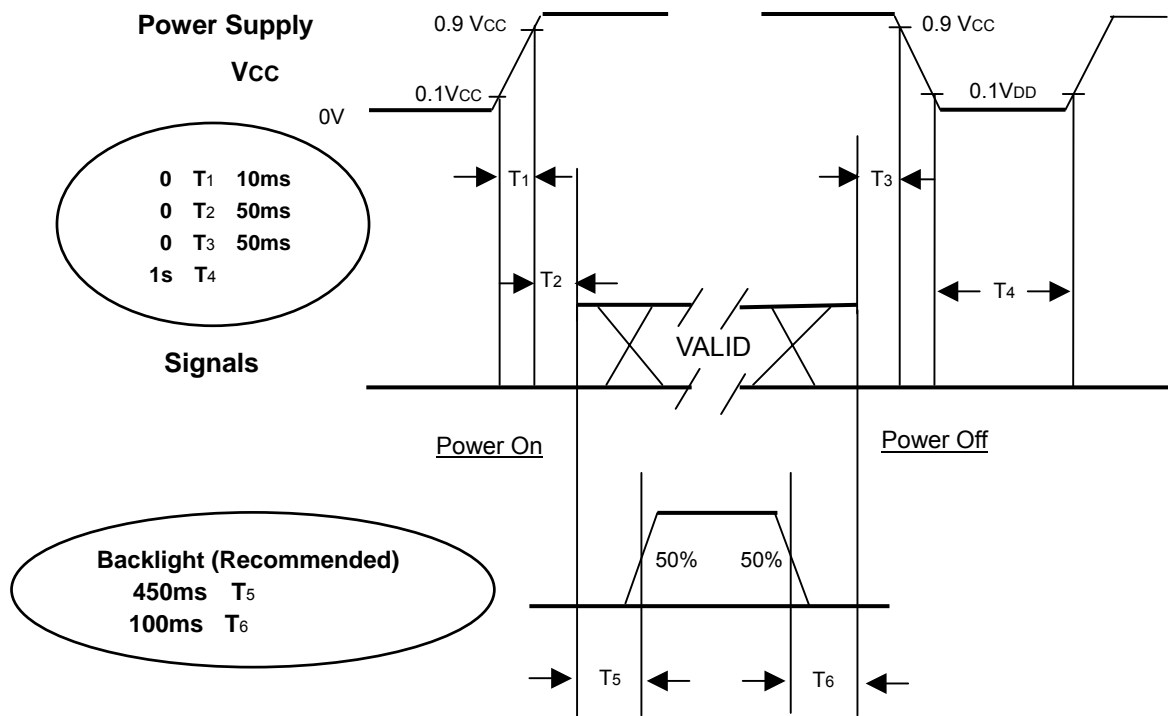 Power Supply
VCC
0.9 VCC
0.1VCC
0V
0.9 VCC
0.1VDD
0 T1 10ms
0 T2 50ms
0 T3 50ms
1s T4
T1
T2
T3
T4
Signals
VALID
Power On
Power Off
Backlight (Recommended)
450ms T5
100ms T6
50% 50%
T5
T6